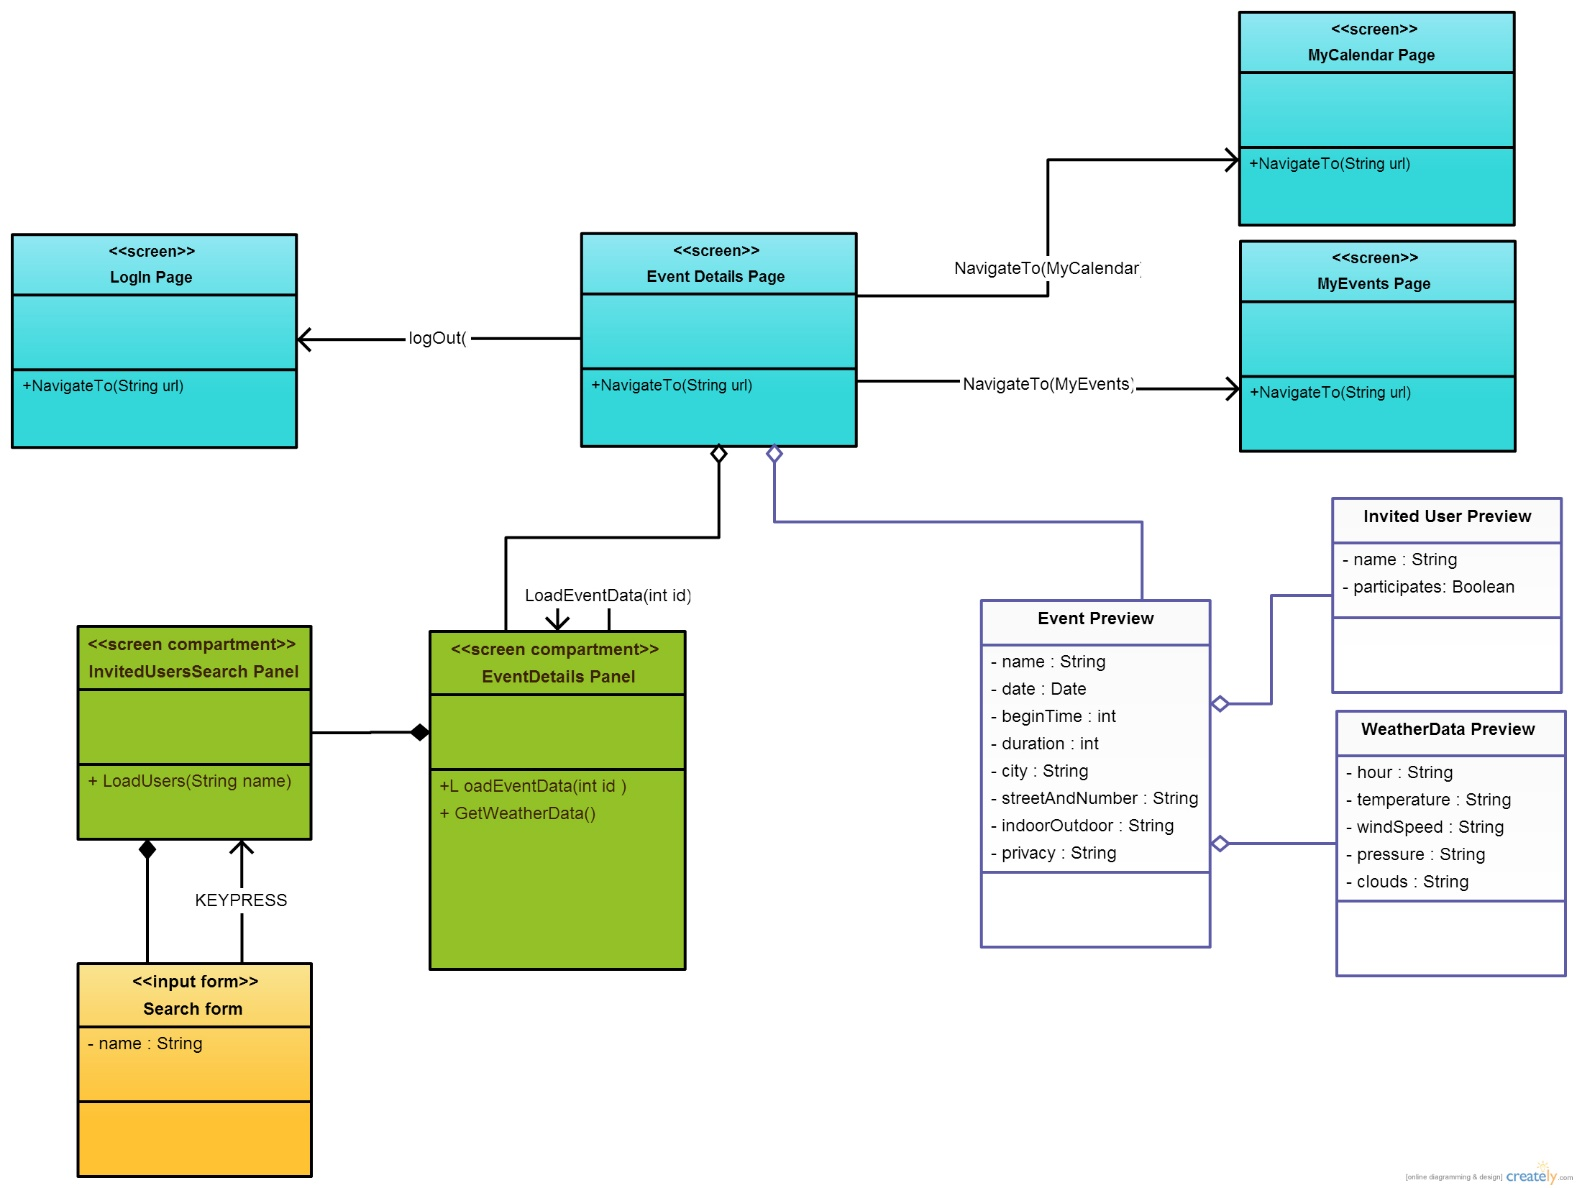 <<screen>>
MyCalendar Page
+NavigateTo(String url)
<<screen>>
LogIn Page
+NavigateTo(String url)
logOut(
<<screen>>
Event Details Page
+NavigateTo(String url)
NavigateTo(MyCalendar
NavigateTo(MyEvents)
<<screen>>
MyEvents Page
+NavigateTo(String url)
LoadEventData(int id)
<<screen compartment>>
InvitedUsersSearch Panel
+ LoadUsers(String name)
<<screen compartment>>
EventDetails Panel
+L oadEventData(int id )
+ GetWeatherData()
KEYPRESS
<<input form>>
Search form
- name : String
Event Preview
- name : String
- date : Date
- beginTime : int
- duration : int
- city : String
- streetAndNumber : String
- indoorOutdoor : String
- privacy : String
Invited User Preview
- name : String
- participates: Boolean
WeatherData Preview
- hour : String
- temperature : String
- windSpeed : String
- pressure : String
- clouds : String
[online diagramming & design] creately.com